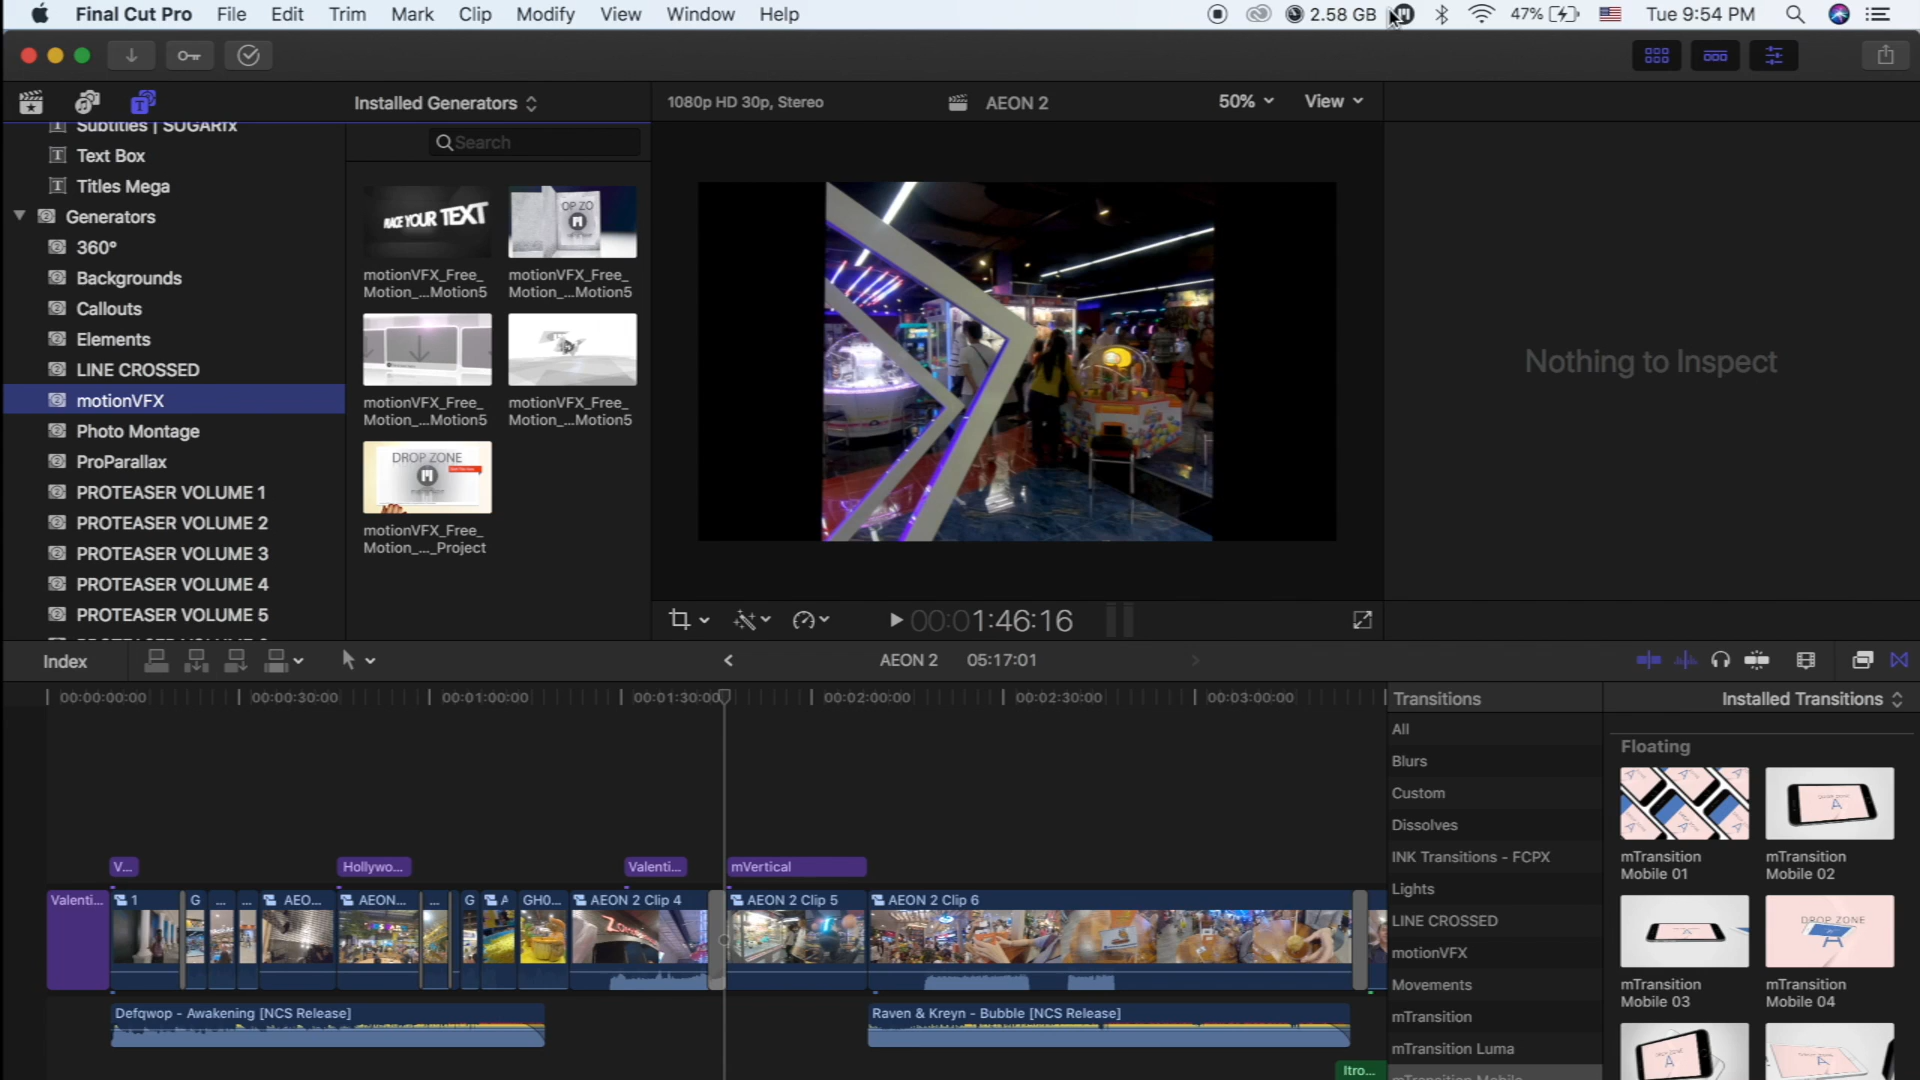 Final Cut Pro File Edit Trim Mark Clip Modify View Window Help 2.58 GB 47% Tue 9:54 PM
Installed Generators
1080p HD 30p, Stereo
AEON 2
50%
View
Subtitles | SUGARfx
Text Box
Titles Mega
Generators
360°
Backgrounds
Callouts
Elements
LINE CROSSED
motionVFX
Photo Montage
ProParallax
PROTEASER VOLUME 1
PROTEASER VOLUME 2
PROTEASER VOLUME 3
PROTEASER VOLUME 4
PROTEASER VOLUME 5
Search
YOUR TEXT
OP ZO
motionVFX_Free_
Motion_...Motion5
motionVFX_Free_
Motion_...Motion5
motionVFX_Free_
Motion_...Motion5
motionVFX_Free_
Motion_...Motion5
DROP ZONE
motionVFX_Free_
Motion_..._Project
Nothing to Inspect
00:01:46:16
Index
AEON 2 05:17:01
00:00:00:00 00:00:30:00 00:01:00:00 00:01:30:00 00:02:00:00 00:02:30:00 00:03:00:00
V...
Hollywo...
Valenti...
mVertical
Valenti...
1
G
...
...
AEO...
AEON...
...
G
A
GH0...
AEON 2 Clip 4
AEON 2 Clip 5
AEON 2 Clip 6
Defqwop - Awakening [NCS Release]
Raven & Kreyn - Bubble [NCS Release]
Itro...
Transitions
All
Blurs
Custom
Dissolves
INK Transitions - FCPX
Lights
LINE CROSSED
motionVFX
Movements
mTransition
mTransition Luma
mTransition Mobile
Installed Transitions
Floating
mTransition
Mobile 01
mTransition
Mobile 02
DROP ZONE
mTransition
Mobile 03
mTransition
Mobile 04